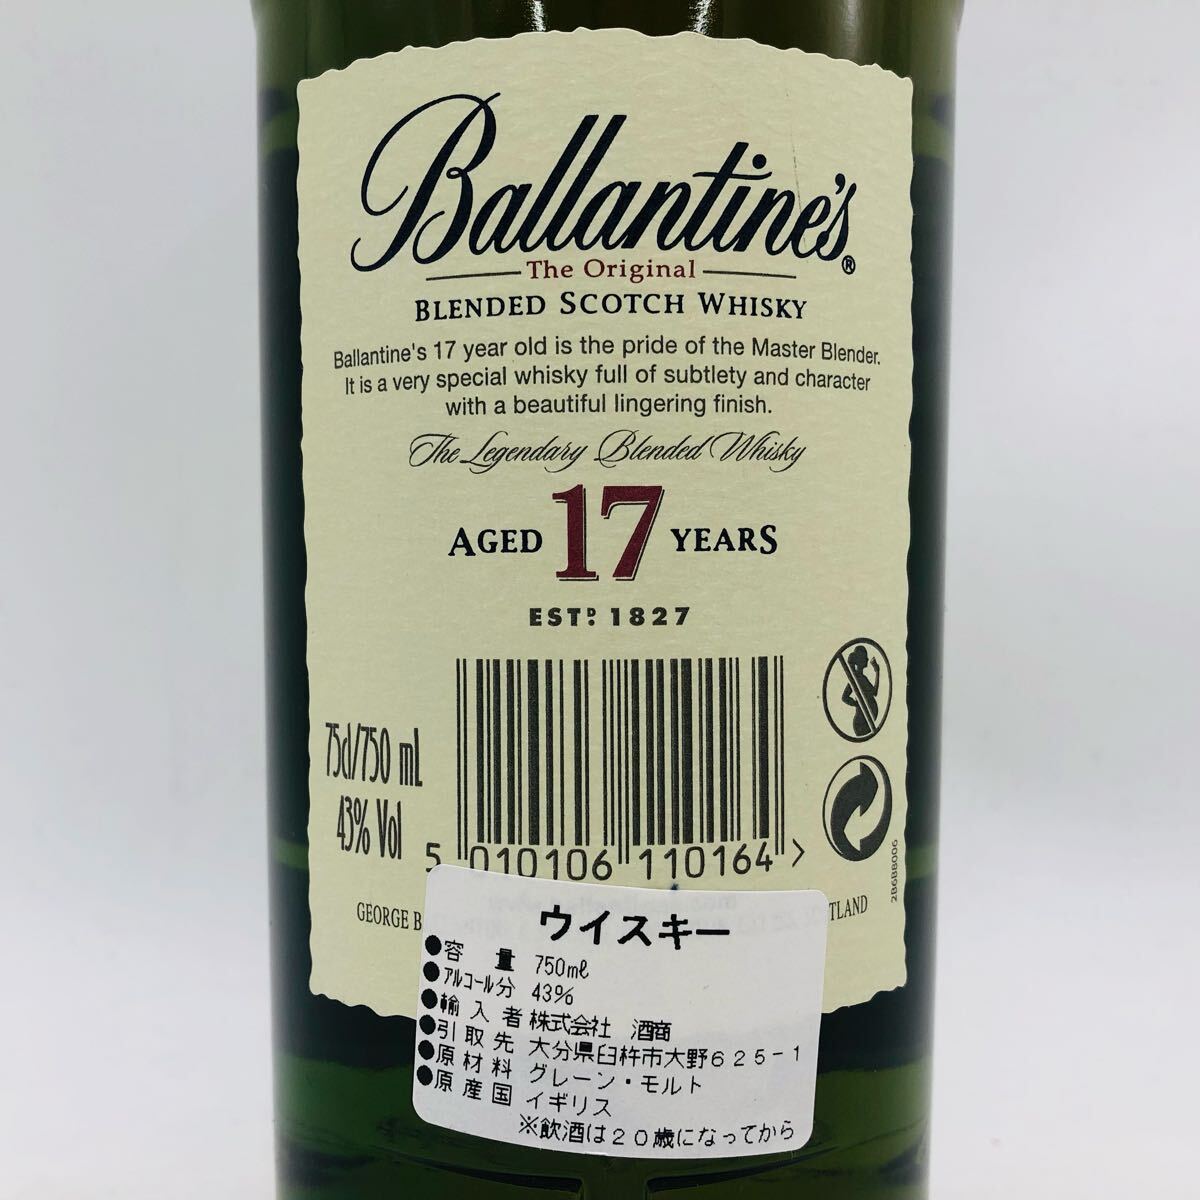 Ballantine's®
The Original
BLENDED SCOTCH WHISKY
Ballantine's 17 year old is the pride of the Master Blender.
It is a very special whisky full of subtlety and character
with a beautiful lingering finish.
The Legendary Blended Whisky
AGED 17 YEARS
ESTD. 1827
75cl/750 mL
43% Vol
5 010106 110164 >
2B6B8006
GEORGE B
TLAND
ウイスキー
●容量 750ml
●アルコール分 43%
●輸入者 株式会社 酒商
●引取先 大分県臼杵市大野625-1
●原材料 グレーン・モルト
●原産国 イギリス
※飲酒は20歳になってから